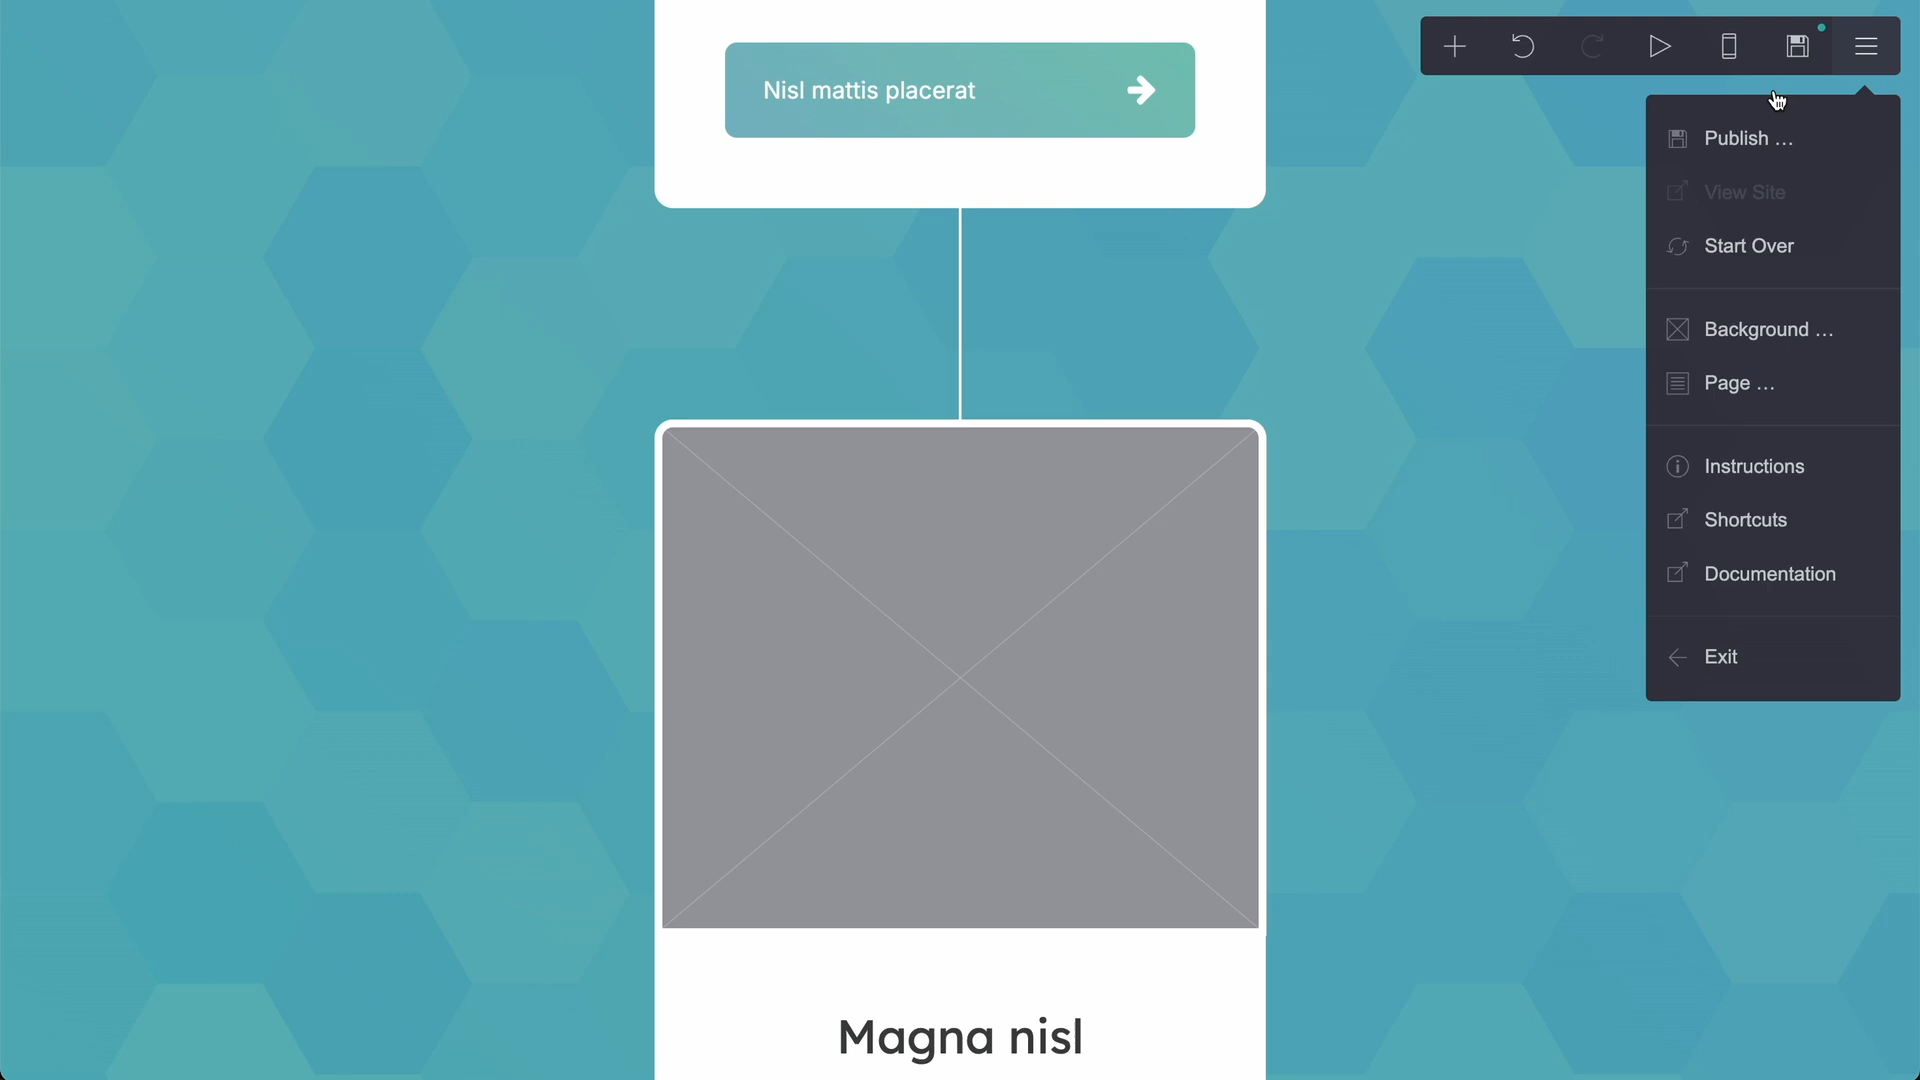 Nisl mattis placerat
Publish ...
View Site
Start Over
Background ...
Page ...
Instructions
Shortcuts
Documentation
Exit
Magna nisl